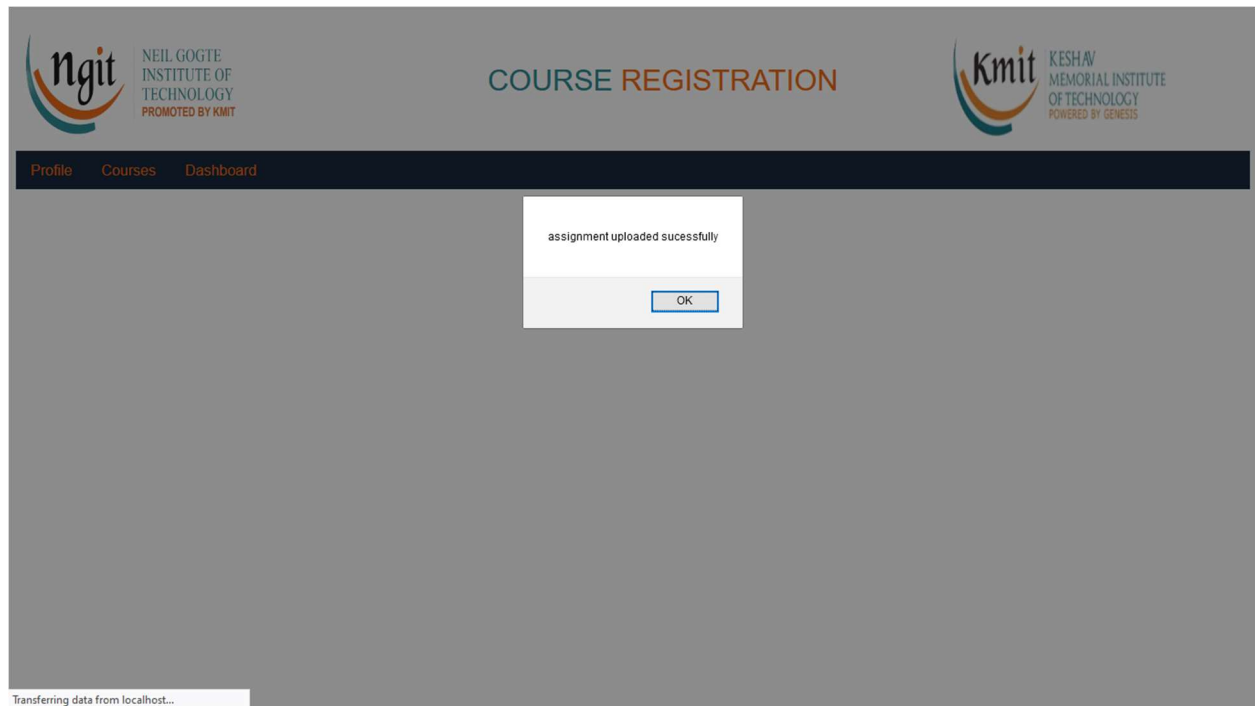 ngit
NEIL GOGTE
INSTITUTE OF
TECHNOLOGY
PROMOTED BY KMIT
COURSE REGISTRATION
Kmit
KESHAV
MEMORIAL INSTITUTE
OF TECHNOLOGY
POWERED BY GENESIS
Profile Courses Dashboard
assignment uploaded sucessfully
OK
Transferring data from localhost...